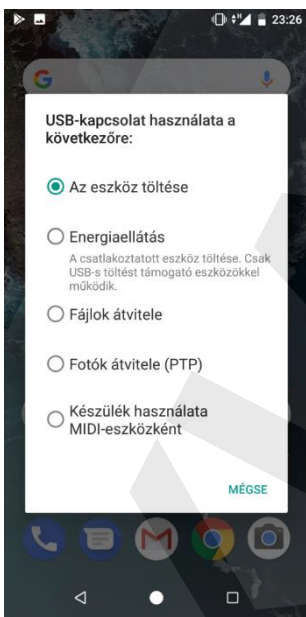 23:26
USB-kapcsolat használata a
következőre:
Az eszköz töltése
Energiaellátás
A csatlakoztatott eszköz töltése. Csak
USB-s töltést támogató eszközökkel
működik.
Fájlok átvitele
Fotók átvitele (PTP)
Készülék használata
MIDI-eszközként
MÉGSE